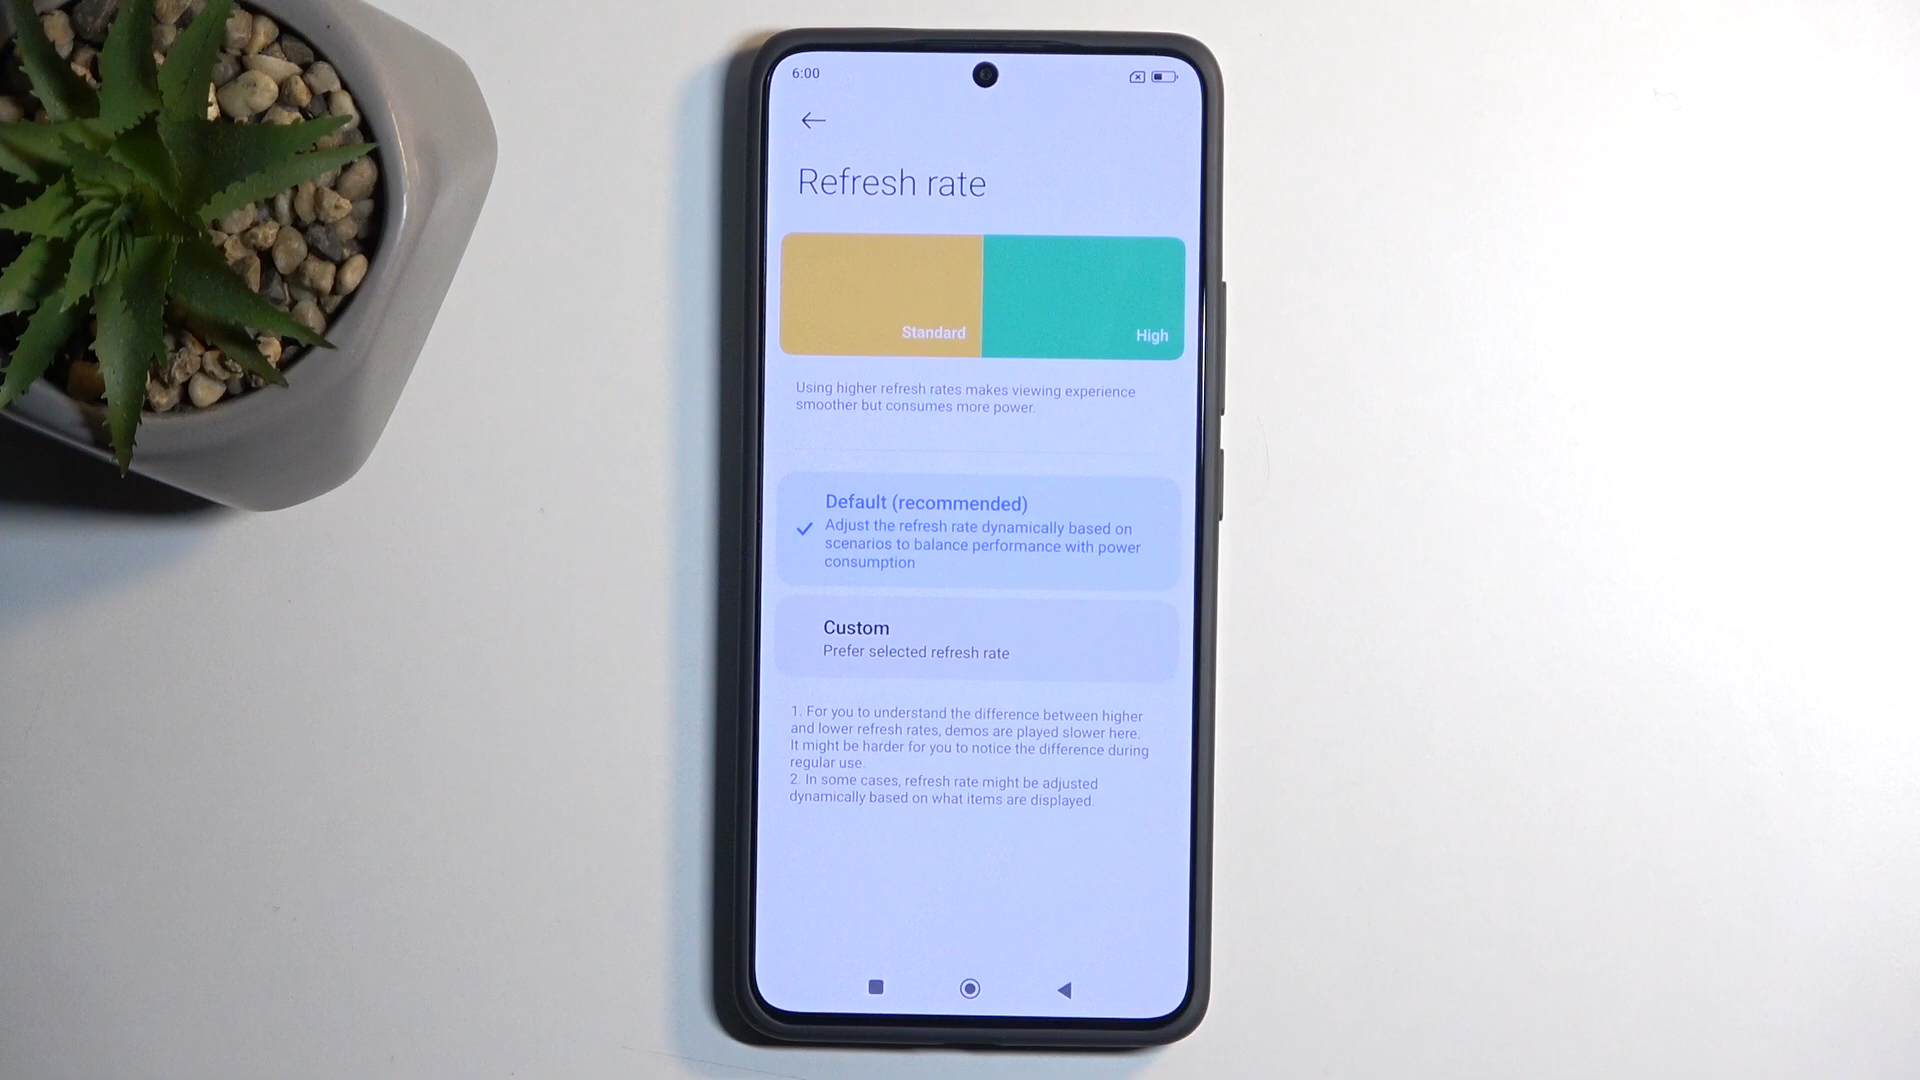 6:00
Refresh rate
Standard
High
Using higher refresh rates makes viewing experience
smoother but consumes more power.
Default (recommended)
Adjust the refresh rate dynamically based on
scenarios to balance performance with power
consumption
Custom
Prefer selected refresh rate
1. For you to understand the difference between higher
and lower refresh rates, demos are played slower here.
It might be harder for you to notice the difference during
regular use.
2. In some cases, refresh rate might be adjusted
dynamically based on what items are displayed.